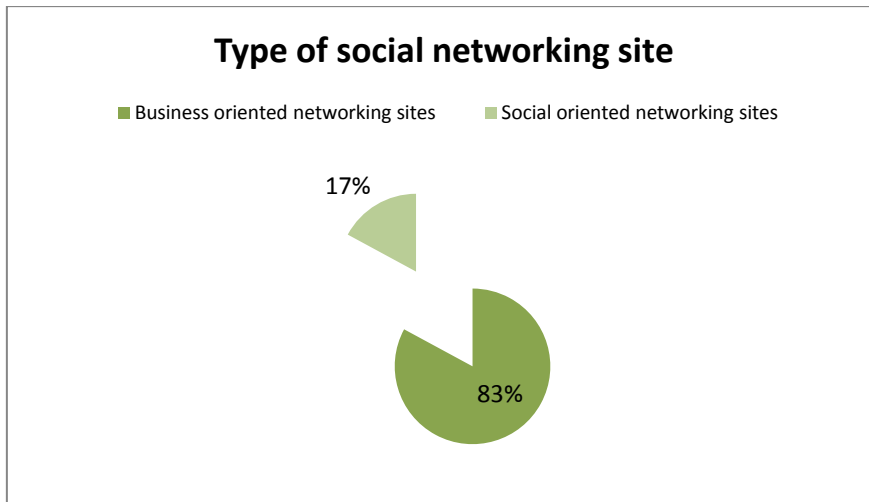 Type of social networking site
Business oriented networking sites Social oriented networking sites
17%
83%